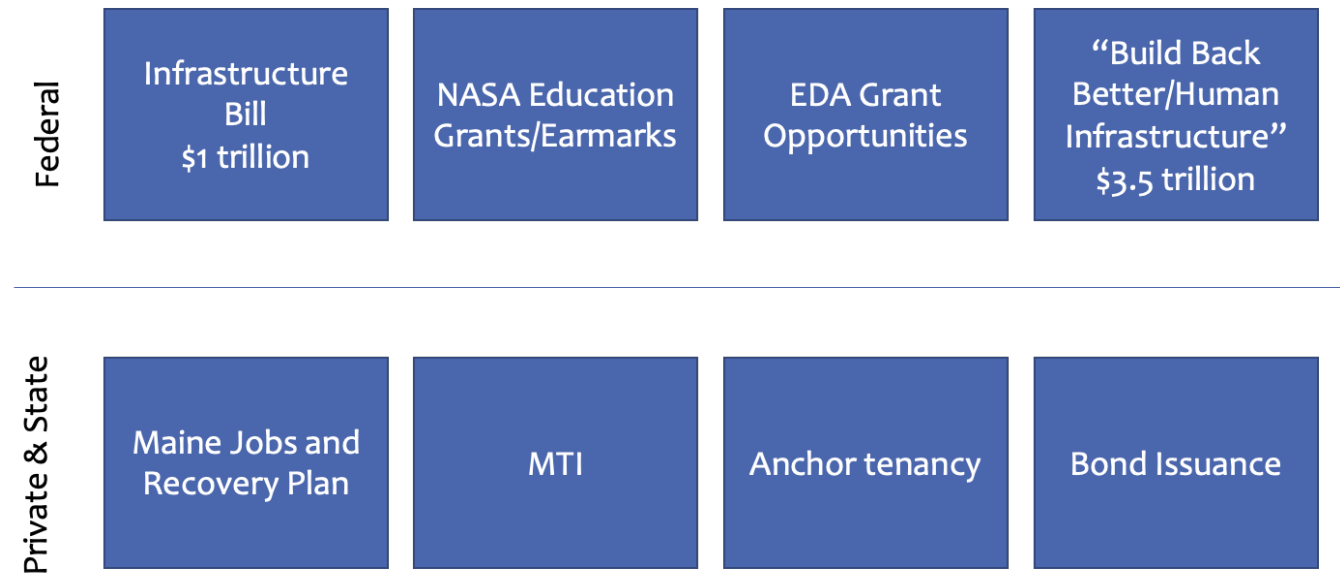 Federal
Infrastructure
Bill
$1 trillion
NASA Education
Grants/Earmarks
EDA Grant
Opportunities
“Build Back
Better/Human
Infrastructure”
$3.5 trillion
Private & State
Maine Jobs and
Recovery Plan
MTI
Anchor tenancy
Bond Issuance